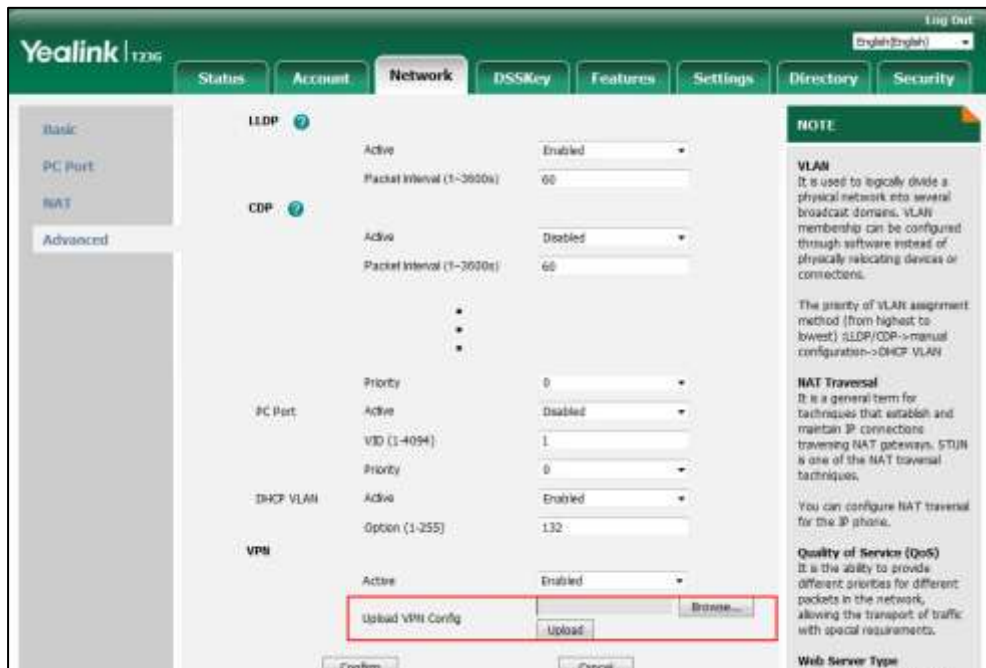 Log Out
Yealink T23G
English(English)
Status Account Network DSSKey Features Settings Directory Security
Basic
PC Port
NAT
Advanced
LLDP
Active Enabled
Packet Interval (1~3600s) 60
CDP
Active Disabled
Packet Interval (1~3600s) 60
Priority 0
PC Port Active Disabled
VID (1-4094) 1
Priority 0
DHCP VLAN Active Enabled
Option (1-255) 132
VPN
Active Enabled
Upload VPN Config Browse...
Upload
Confirm Cancel
NOTE
VLAN
It is used to logically divide a
physical network into several
broadcast domains. VLAN
membership can be configured
through software instead of
physically relocating devices or
connections.
The priority of VLAN assignment
method (from highest to
lowest) :LLDP/CDP->manual
configuration->DHCP VLAN
NAT Traversal
It is a general term for
techniques that establish and
maintain IP connections
traversing NAT gateways. STUN
is one of the NAT traversal
techniques.
You can configure NAT traversal
for the IP phone.
Quality of Service (QoS)
It is the ability to provide
different priorities for different
packets in the network,
allowing the transport of traffic
with special requirements.
Web Server Type